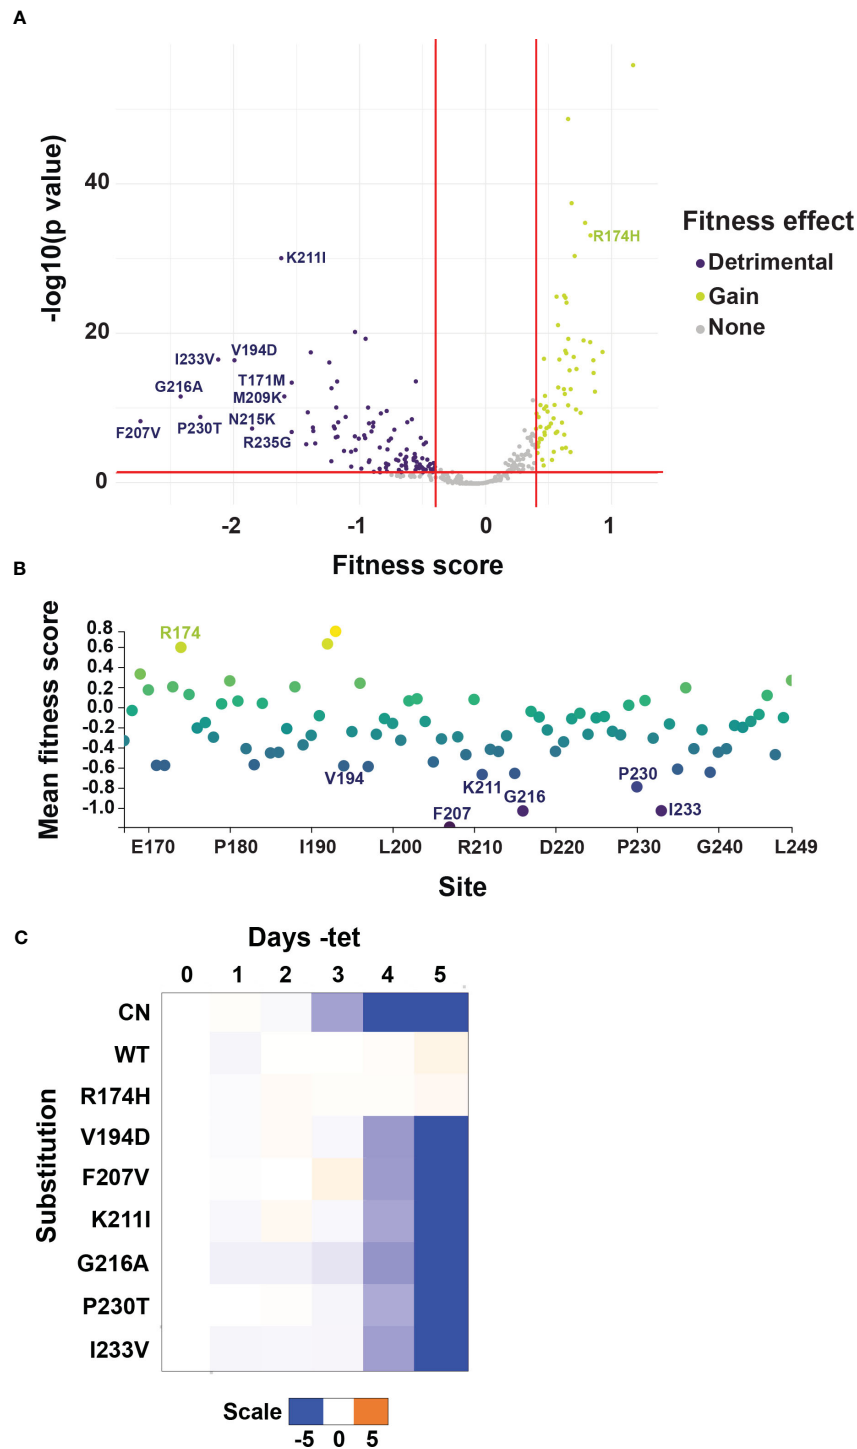 A
-log10(p value)
40
20
0
-2 -1 0 1
Fitness score
K211I
R174H
I233V
V194D
G216A
T171M
M209K
F207V
P230T
N215K
R235G
Fitness effect
Detrimental
Gain
None
B
Mean fitness score
0.8
0.6
0.4
0.2
0.0
-0.2
-0.4
-0.6
-0.8
-1.0
R174
V194
F207
K211
G216
P230
I233
E170 P180 I190 L200 R210 D220 P230 G240 L249
Site
C
Days -tet
0 1 2 3 4 5
Substitution
CN
WT
R174H
V194D
F207V
K211I
G216A
P230T
I233V
Scale
-5 0 5